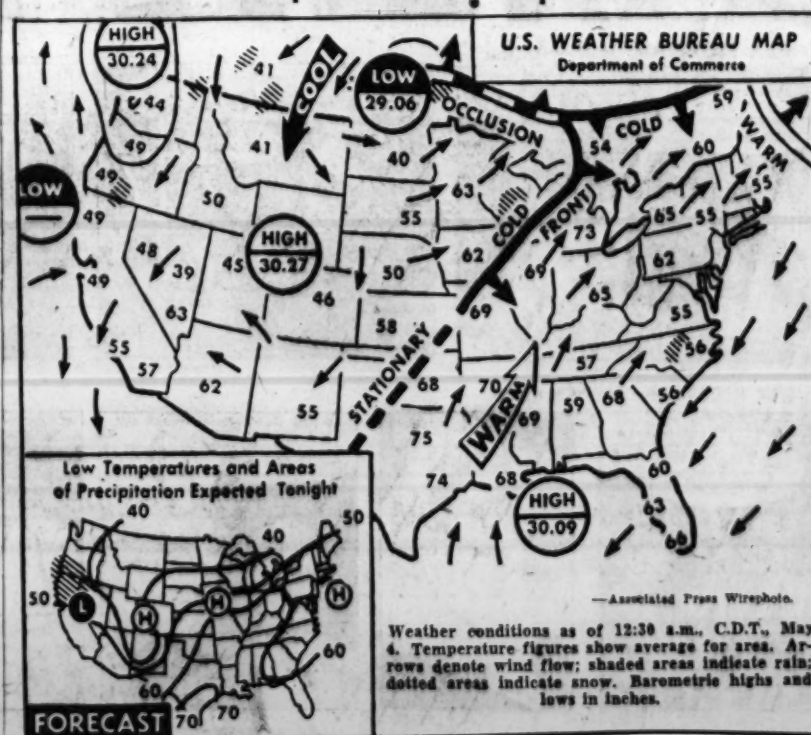 U.S. WEATHER BUREAU MAP
Department of Commerce
HIGH
30.24
41
COOL
LOW
29.06
OCCLUSION
54
COLD
59
60
WARM
44
49
41
40
49
LOW
49
50
63
55
COLD
FRONT
73
65
55
55
48
39
45
HIGH
30.27
50
62
69
62
49
46
63
69
65
55
55
57
58
STATIONARY
57
56
62
55
68
70
WARM
69
59
68
56
75
74
68
60
HIGH
30.09
63
66
Low Temperatures and Areas
of Precipitation Expected Tonight
40
50
40
50
L
H
H
H
60
60
70
70
FORECAST
—Associated Press Wirephoto.
Weather conditions as of 12:30 a.m., C.D.T., May
4. Temperature figures show average for area. Ar-
rows denote wind flow; shaded areas indicate rain;
dotted areas indicate snow. Barometric highs and
lows in inches.